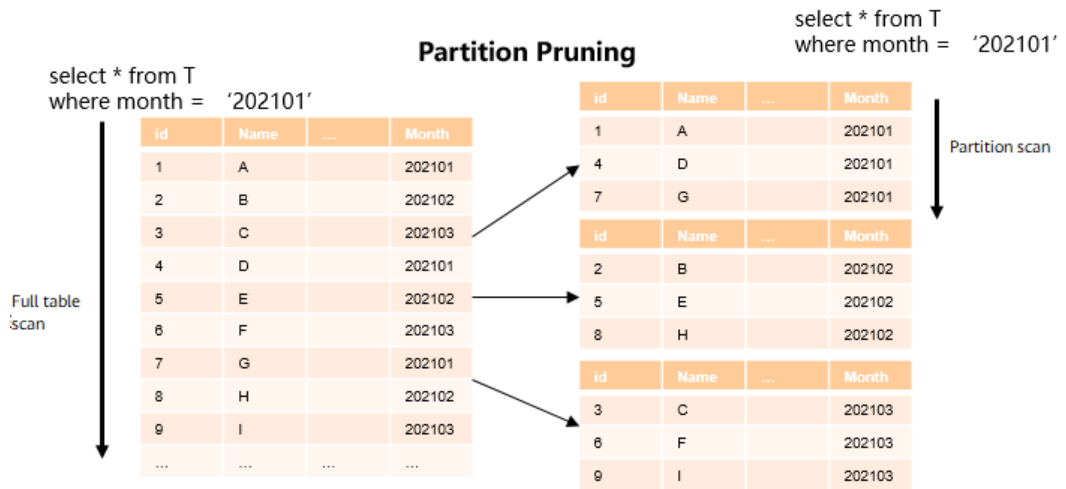 Partition Pruning
select * from T
where month = ‘202101’
id Name ... Month
1 A 202101
2 B 202102
3 C 202103
4 D 202101
5 E 202102
6 F 202103
7 G 202101
8 H 202102
9 I 202103
... ... ... ...
Full table
scan
select * from T
where month = ‘202101’
id Name ... Month
1 A 202101
4 D 202101
7 G 202101
Partition scan
id Name ... Month
2 B 202102
5 E 202102
8 H 202102
id Name ... Month
3 C 202103
6 F 202103
9 I 202103